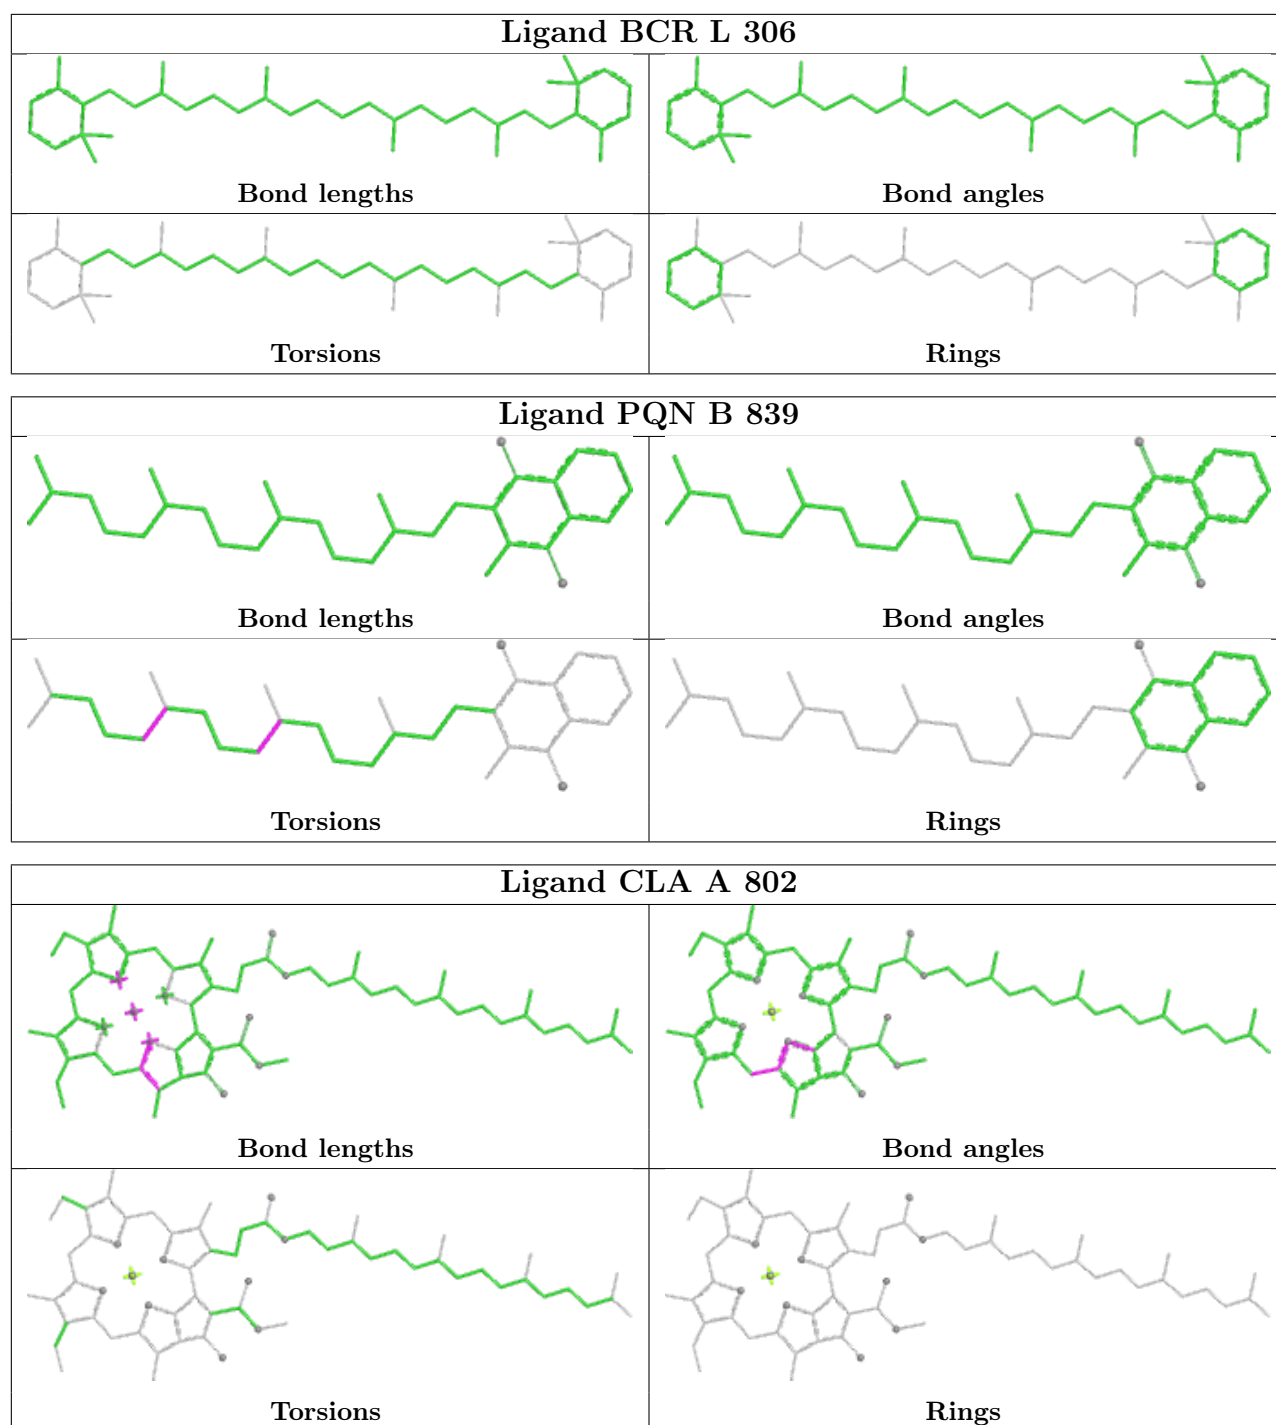 Ligand BCR L 306
Bond lengths
Bond angles
Torsions
Rings
Ligand PQN B 839
Bond lengths
Bond angles
Torsions
Rings
Ligand CLA A 802
Bond lengths
Bond angles
Torsions
Rings